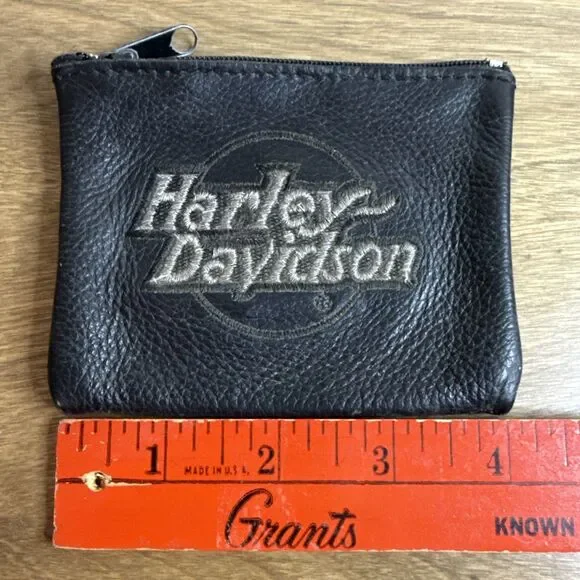 Harley
Davidson
®
1 2 3 4
MADE IN U.S.A.
Grants KNOWN